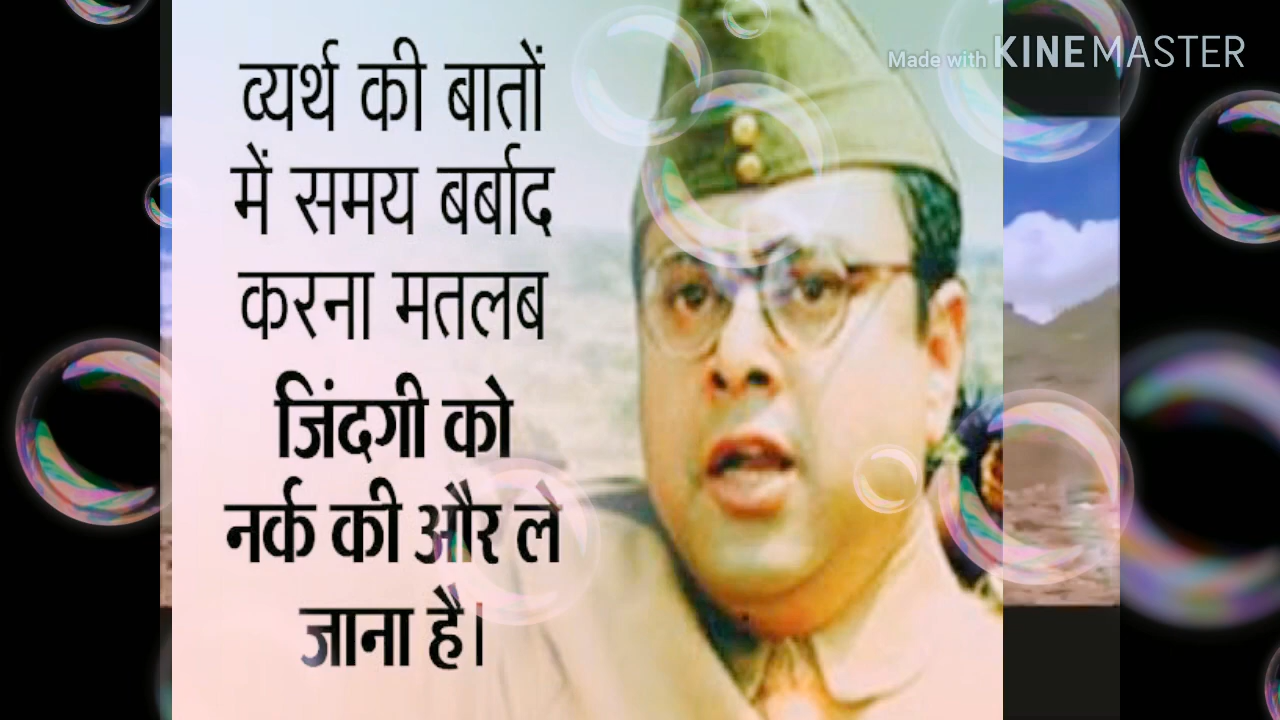 व्यर्थ की बातों
में समय बर्बाद
करना मतलब
जिंदगी को
नर्क की और ले
जाना है।
Made with KINEMASTER